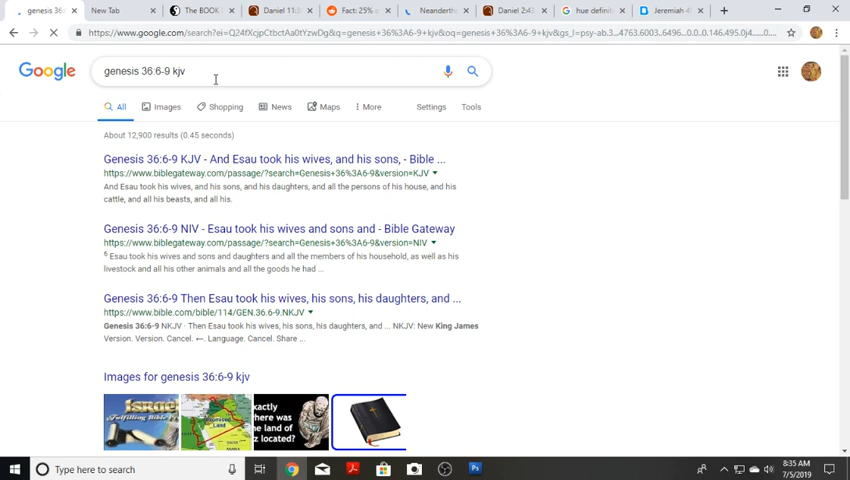 genesis 36:
New Tab
The BOOK
Daniel 11:3
Fact: 25%
Neanderth
Daniel 2:43
hue definit
Jeremiah 4
https://www.google.com/search?ei=Q24fXcjpCtbctAa0tYzwDg&q=genesis+36%3A6-9+kjv&oq=genesis+36%3A6-9+kjv&gs_l=psy-ab.3...4763.6003..6496...0.0..0.146.495.0j4......0....
Google
genesis 36:6-9 kjv
All
Images
Shopping
News
Maps
More
Settings
Tools
About 12,900 results (0.45 seconds)
Genesis 36:6-9 KJV - And Esau took his wives, and his sons, - Bible ...
https://www.biblegateway.com/passage/?search=Genesis+36%3A6-9&version=KJV
And Esau took his wives, and his sons, and his daughters, and all the persons of his house, and his
cattle, and all his beasts, and all his.
Genesis 36:6-9 NIV - Esau took his wives and sons and - Bible Gateway
https://www.biblegateway.com/passage/?search=Genesis+36%3A6-9&version=NIV
6 Esau took his wives and sons and daughters and all the members of his household, as well as his
livestock and all his other animals and all the goods he had ...
Genesis 36:6-9 Then Esau took his wives, his sons, his daughters, and ...
https://www.bible.com/bible/114/GEN.36.6-9.NKJV
Genesis 36:6-9 NKJV · Then Esau took his wives, his sons, his daughters, and ... NKJV: New King James
Version. Version. Cancel. ←. Language. Cancel. Share ...
Images for genesis 36:6-9 kjv
ISRAEL
Fulfilling Bible
Promised
Land
exactly
here was
he land of
z located?
Type here to search
8:35 AM
7/5/2019